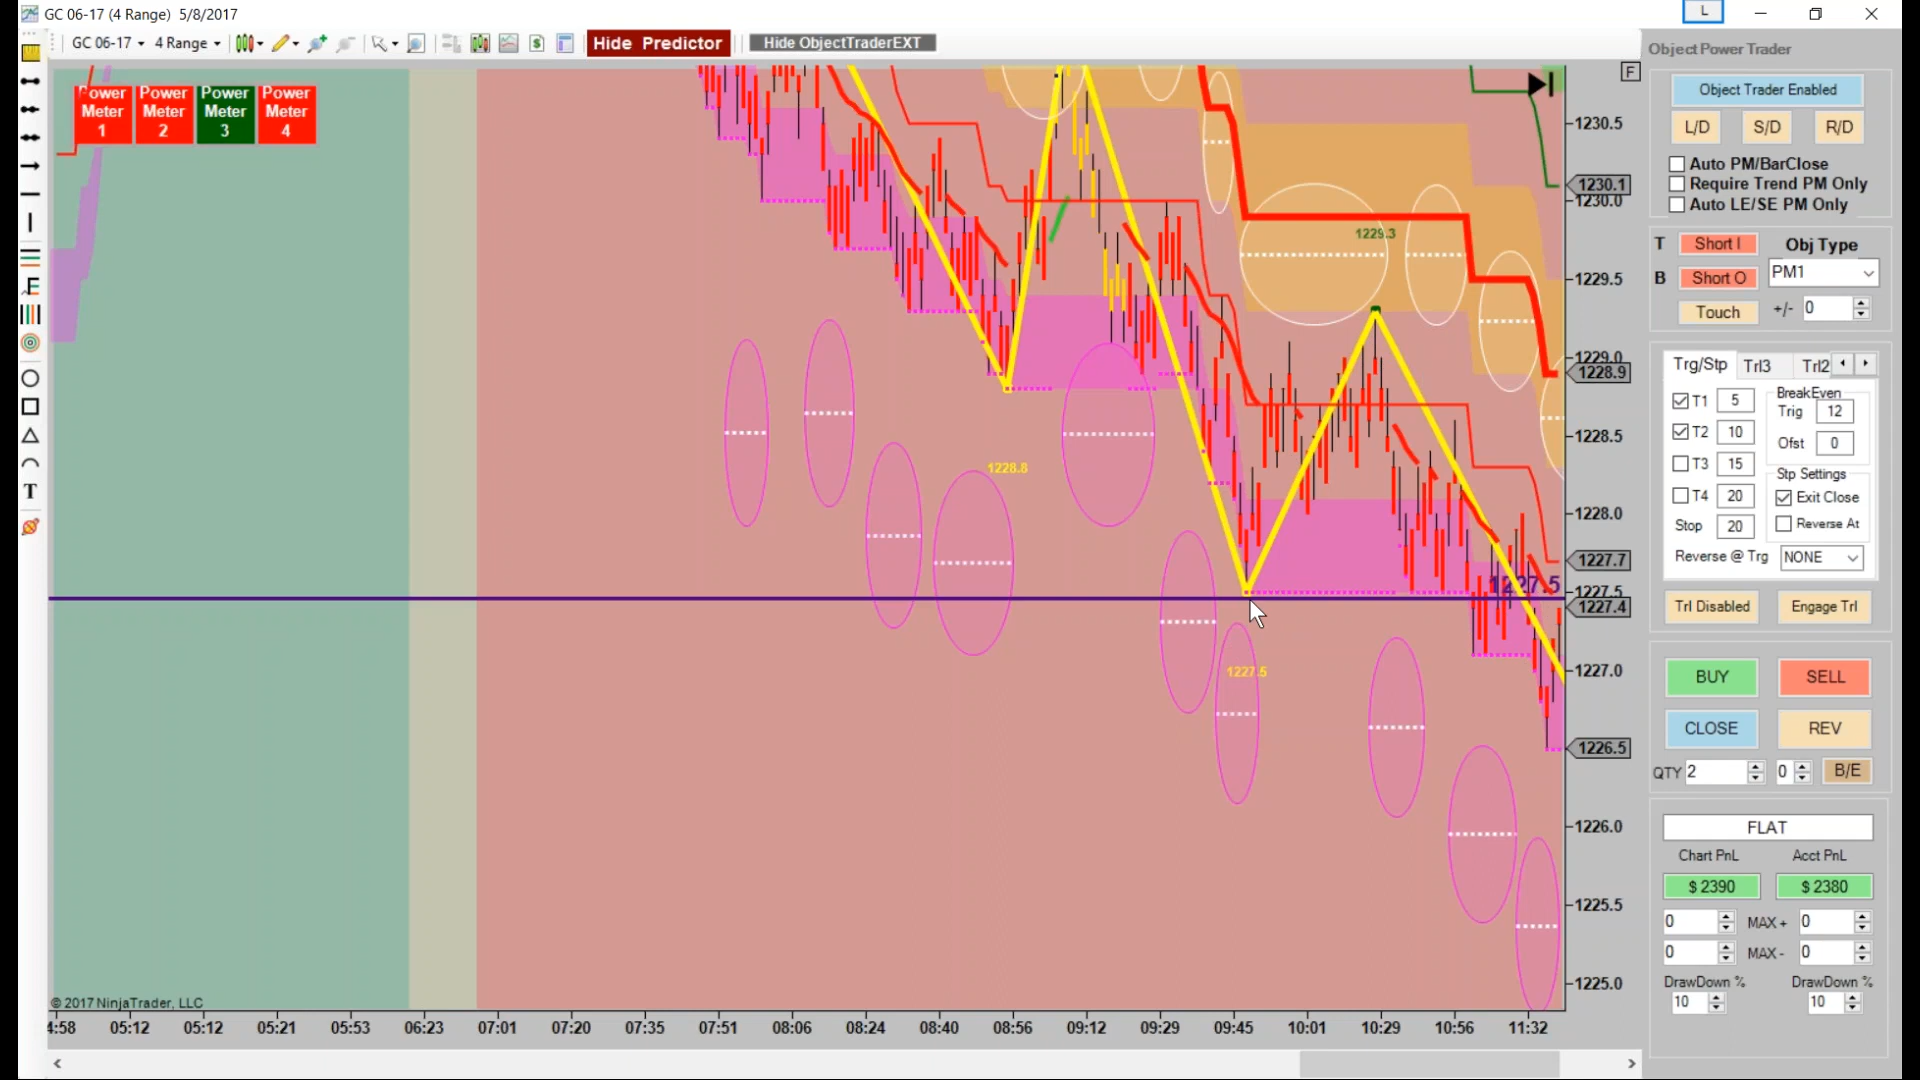 GC 06-17 (4 Range)  5/8/2017
L
GC 06-17
4 Range
Hide Predictor
Hide ObjectTraderEXT
F
Power Meter 1
Power Meter 2
Power Meter 3
Power Meter 4
1228.8
1227.5
1229.3
1227.5
1230.5
1230.1
1230.0
1229.5
1229.0
1228.9
1228.5
1228.0
1227.7
1227.5
1227.4
1227.0
1226.5
1226.0
1225.5
1225.0
© 2017 NinjaTrader, LLC
4:58 05:12 05:12 05:21 05:53 06:23 07:01 07:20 07:35 07:51 08:06 08:24 08:40 08:56 09:12 09:29 09:45 10:01 10:29 10:56 11:32
Object Power Trader
Object Trader Enabled
L/D S/D R/D
Auto PM/BarClose
Require Trend PM Only
Auto LE/SE PM Only
T Short I Obj Type
B Short O PM1
Touch +/- 0
Trg/Stp Trl3 Trl2
T1 5
T2 10
T3 15
T4 20
Stop 20
BreakEven
Trig 12
Ofst 0
Stp Settings
Exit Close
Reverse At
Reverse @ Trg NONE
Trl Disabled Engage Trl
BUY SELL
CLOSE REV
QTY 2 0 B/E
FLAT
Chart PnL Acct PnL
$ 2390 $ 2380
0 MAX + 0
0 MAX - 0
DrawDown % DrawDown %
10 10
T